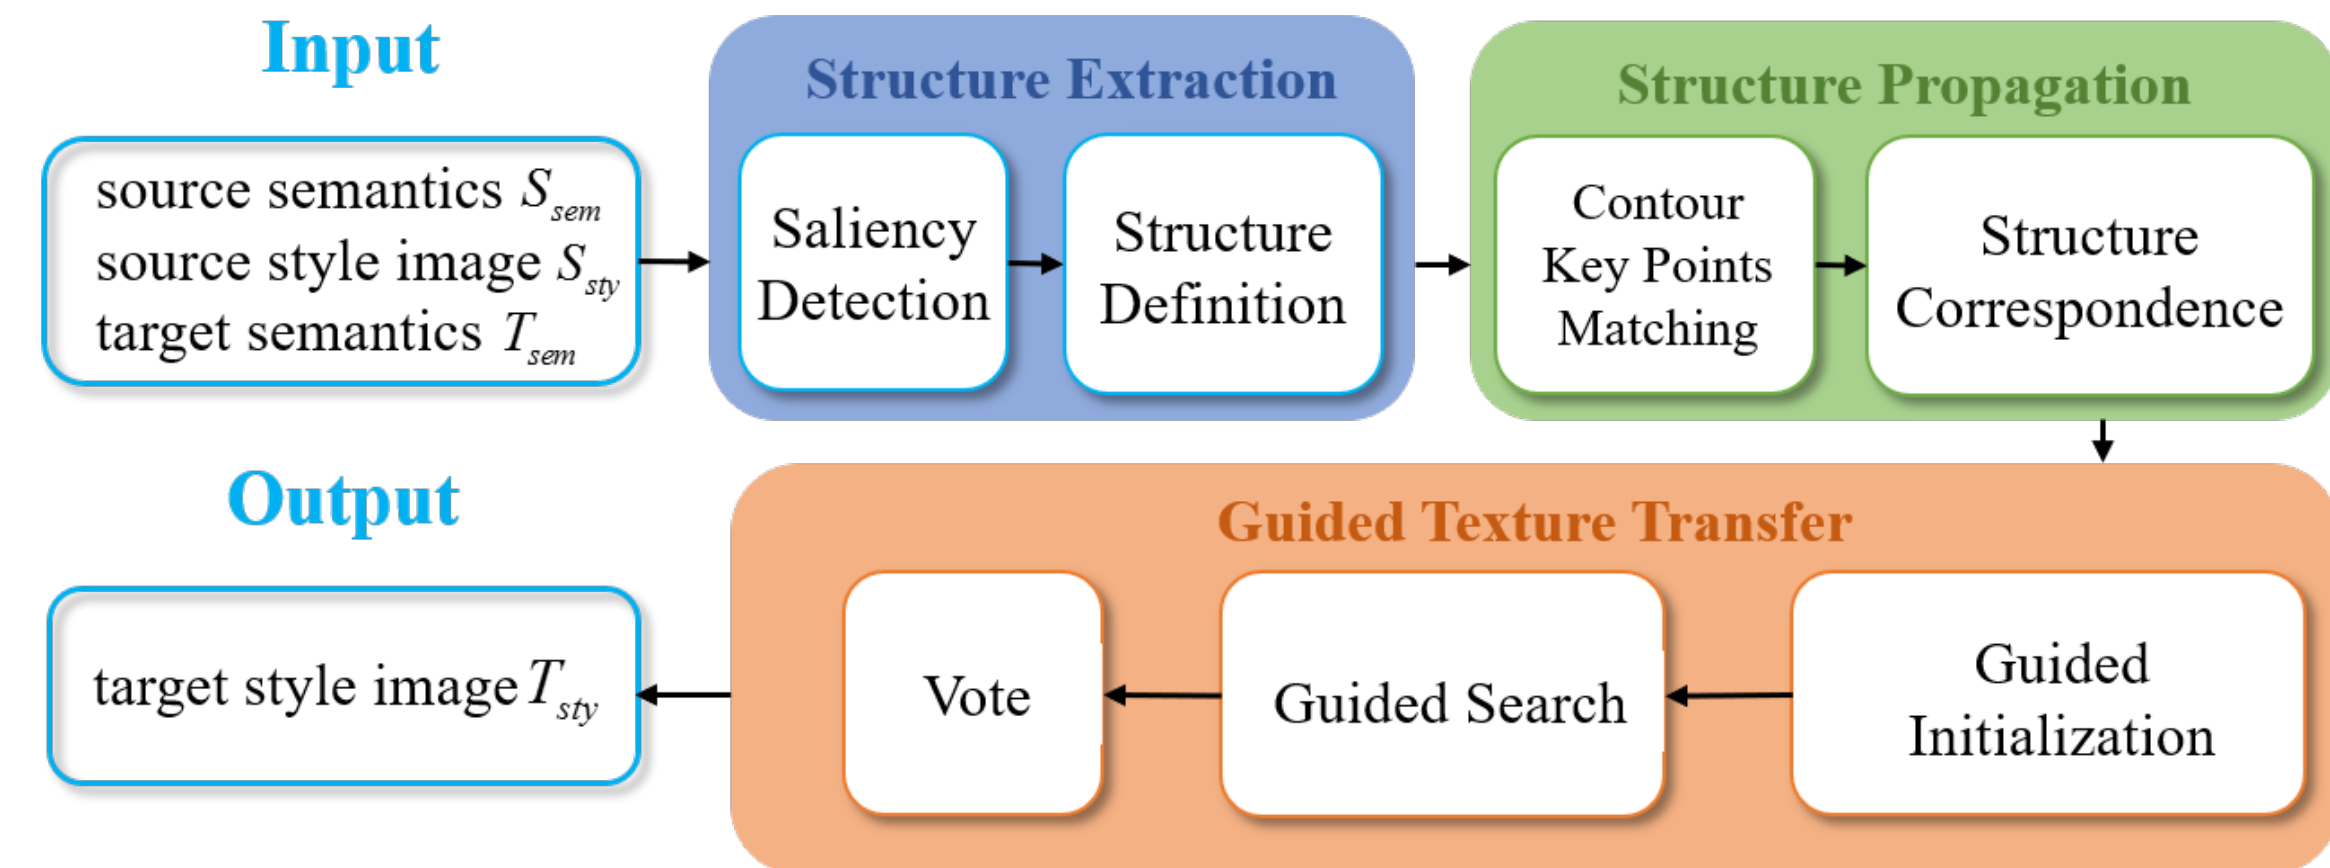 Input
source semantics S_sem
source style image S_sty
target semantics T_sem
Structure Extraction
Saliency
Detection
Structure
Definition
Structure Propagation
Contour
Key Points
Matching
Structure
Correspondence
Guided Texture Transfer
Guided
Initialization
Guided Search
Vote
Output
target style image T_sty